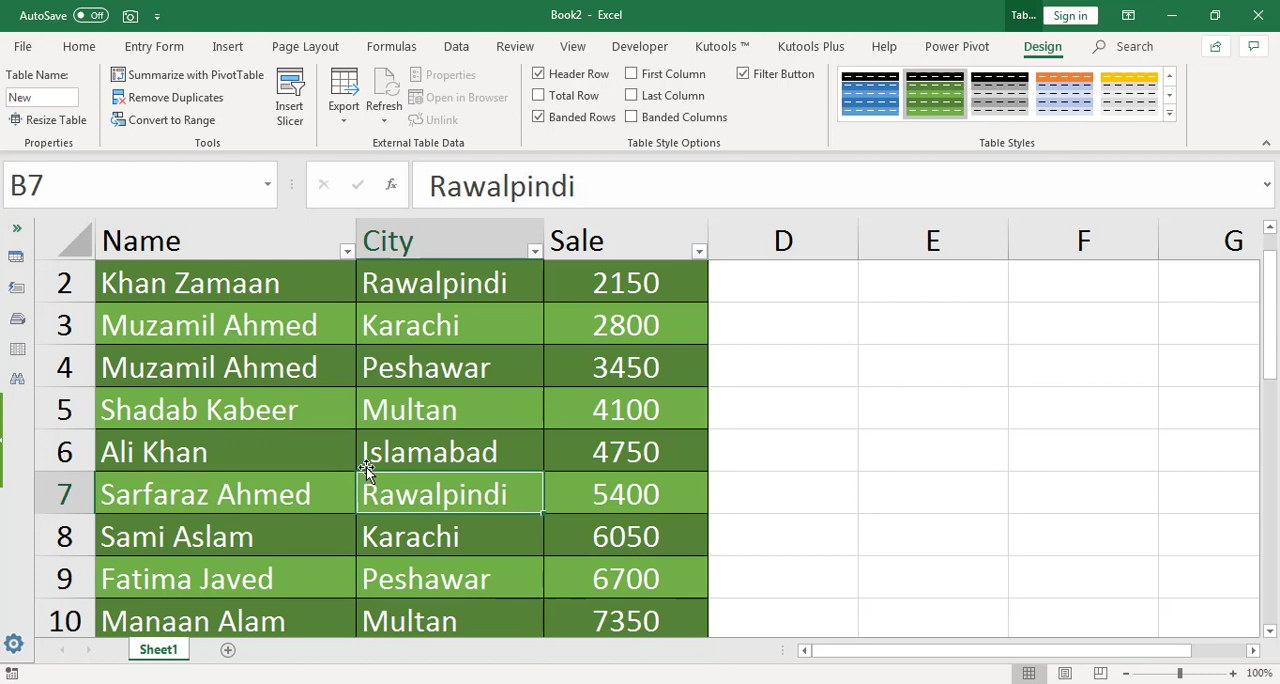 AutoSave Off Book2 - Excel Tab... Sign in
File Home Entry Form Insert Page Layout Formulas Data Review View Developer Kutools ™ Kutools Plus Help Power Pivot Design Search
Table Name:
New
Resize Table
Properties
Summarize with PivotTable
Remove Duplicates
Convert to Range
Insert
Slicer
Tools
Export
Refresh
Properties
Open in Browser
Unlink
External Table Data
Header Row First Column Filter Button
Total Row Last Column
Banded Rows Banded Columns
Table Style Options
Table Styles
B7 fx Rawalpindi
Name City Sale D E F G
2 Khan Zamaan Rawalpindi 2150
3 Muzamil Ahmed Karachi 2800
4 Muzamil Ahmed Peshawar 3450
5 Shadab Kabeer Multan 4100
6 Ali Khan Islamabad 4750
7 Sarfaraz Ahmed Rawalpindi 5400
8 Sami Aslam Karachi 6050
9 Fatima Javed Peshawar 6700
10 Manaan Alam Multan 7350
Sheet1
100%